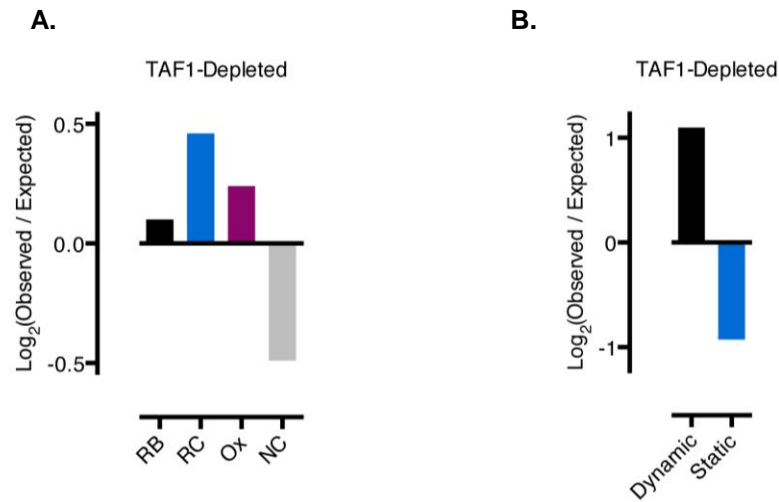 A.
TAF1-Depleted
Log2(Observed / Expected)
0.5
0.0
-0.5
RB
RC
Ox
NC
B.
TAF1-Depleted
Log2(Observed / Expected)
1
0
-1
Dynamic
Static